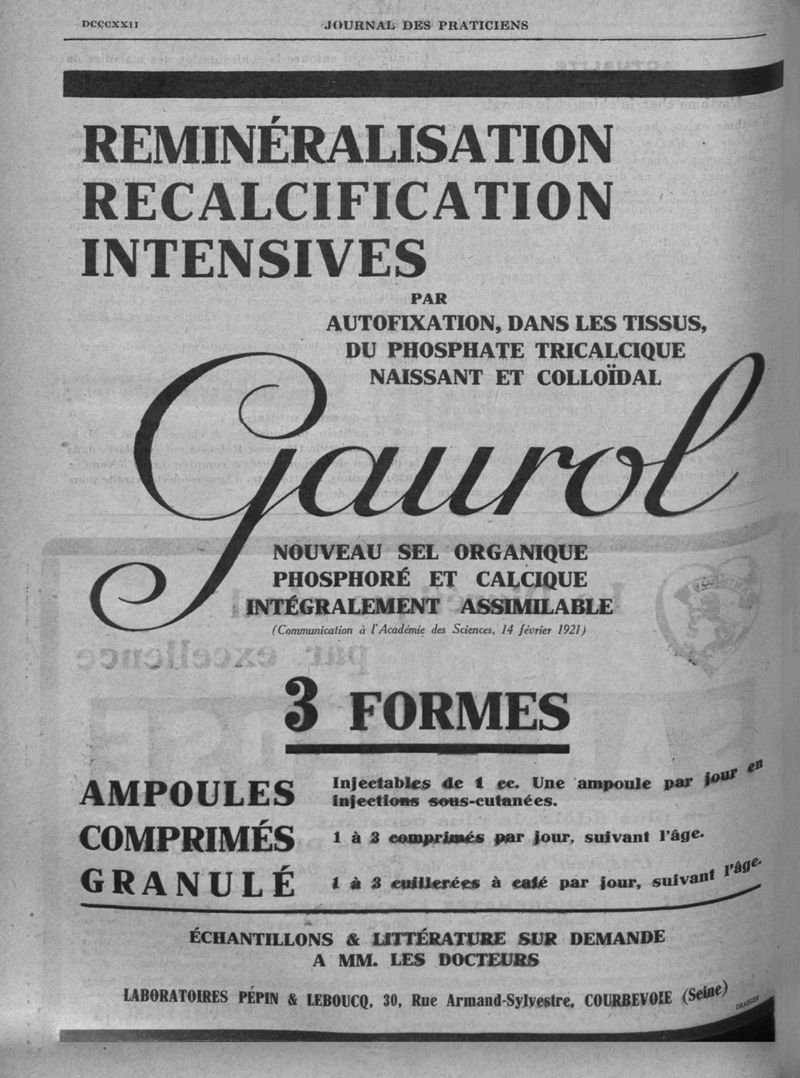 DCCCXXII
JOURNAL DES PRATICIENS
REMINÉRALISATION
RECALCIFICATION
INTENSIVES
PAR
AUTOFIXATION, DANS LES TISSUS,
DU PHOSPHATE TRICALCIQUE
NAISSANT ET COLLOÏDAL
Gaurol
NOUVEAU SEL ORGANIQUE
PHOSPHORÉ ET CALCIQUE
INTÉGRALEMENT ASSIMILABLE
(Communication à l'Académie des Sciences, 14 février 1921)
3 FORMES
AMPOULES
Injectables de 1 cc. Une ampoule par jour en
injections sous-cutanées.
COMPRIMÉS
1 à 3 comprimés par jour, suivant l'âge.
GRANULÉ
1 à 3 cuillerées à café par jour, suivant l'âge.
ÉCHANTILLONS & LITTÉRATURE SUR DEMANDE
A MM. LES DOCTEURS
LABORATOIRES PÉPIN & LEBOUCQ, 30, Rue Armand-Sylvestre, COURBEVOIE (Seine)
DRAEGER